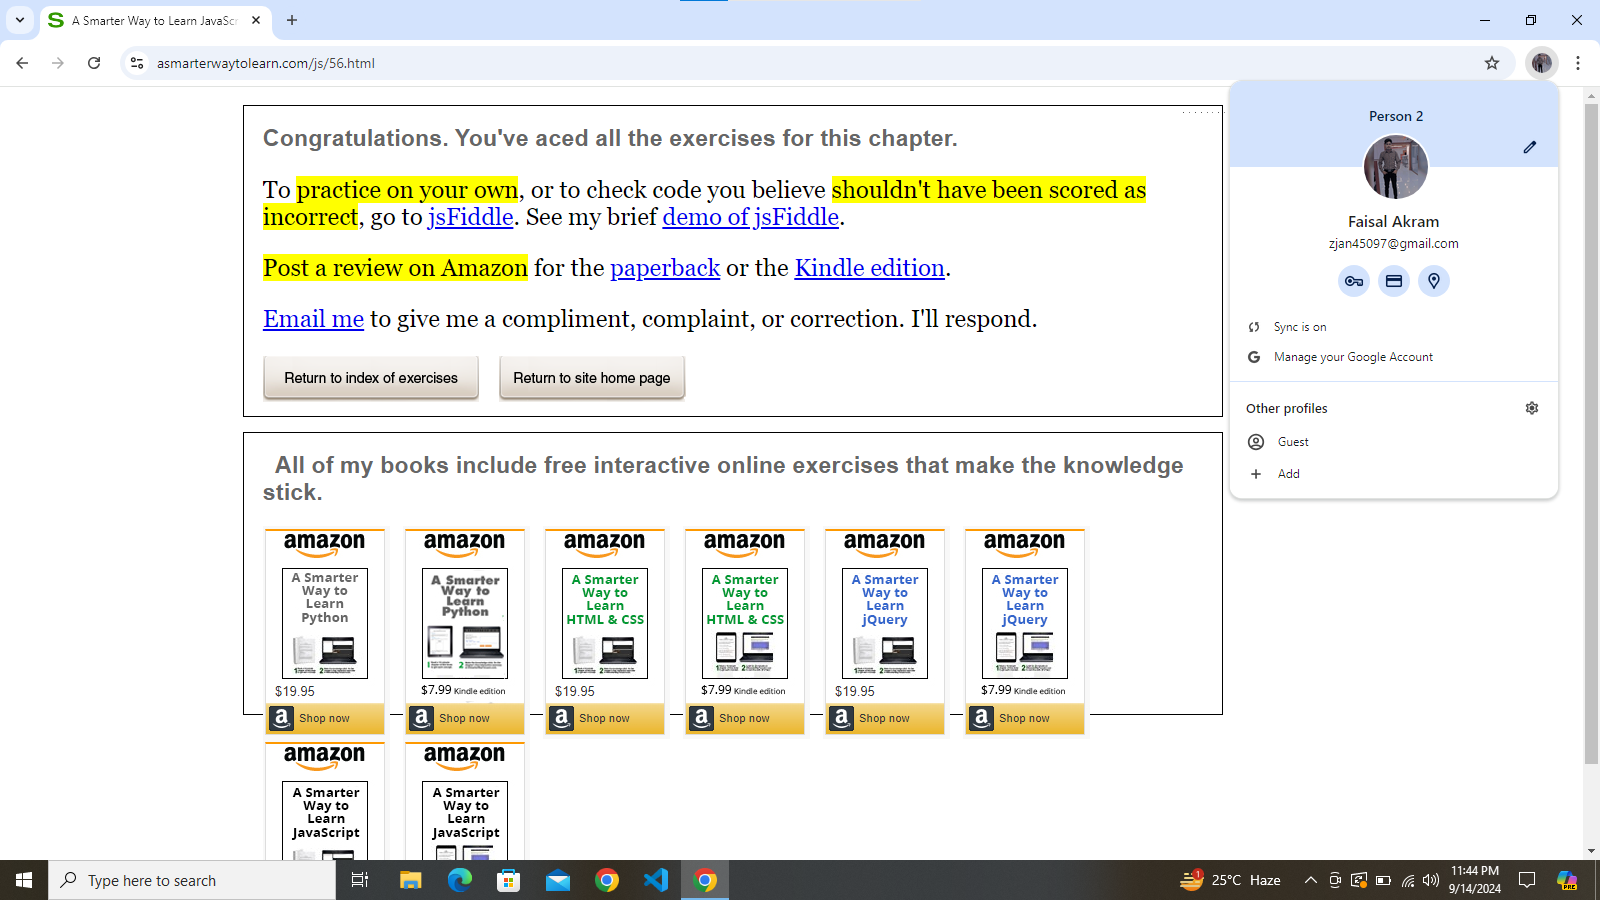 A Smarter Way to Learn JavaScr
asmarterwaytolearn.com/js/56.html
Congratulations. You've aced all the exercises for this chapter.
To practice on your own, or to check code you believe shouldn't have been scored as
incorrect, go to jsFiddle. See my brief demo of jsFiddle.
Post a review on Amazon for the paperback or the Kindle edition.
Email me to give me a compliment, complaint, or correction. I'll respond.
Return to index of exercises
Return to site home page
Person 2
Faisal Akram
zjan45097@gmail.com
Sync is on
Manage your Google Account
Other profiles
Guest
Add
All of my books include free interactive online exercises that make the knowledge
stick.
amazon
A Smarter
Way to
Learn
Python
$19.95
Shop now
amazon
A Smarter
Way to
Learn
Python
$7.99 Kindle edition
Shop now
amazon
A Smarter
Way to
Learn
HTML & CSS
$19.95
Shop now
amazon
A Smarter
Way to
Learn
HTML & CSS
$7.99 Kindle edition
Shop now
amazon
A Smarter
Way to
Learn
jQuery
$19.95
Shop now
amazon
A Smarter
Way to
Learn
jQuery
$7.99 Kindle edition
Shop now
amazon
A Smarter
Way to
Learn
JavaScript
amazon
A Smarter
Way to
Learn
JavaScript
Type here to search
1
25°C Haze
11:44 PM
9/14/2024
PRE